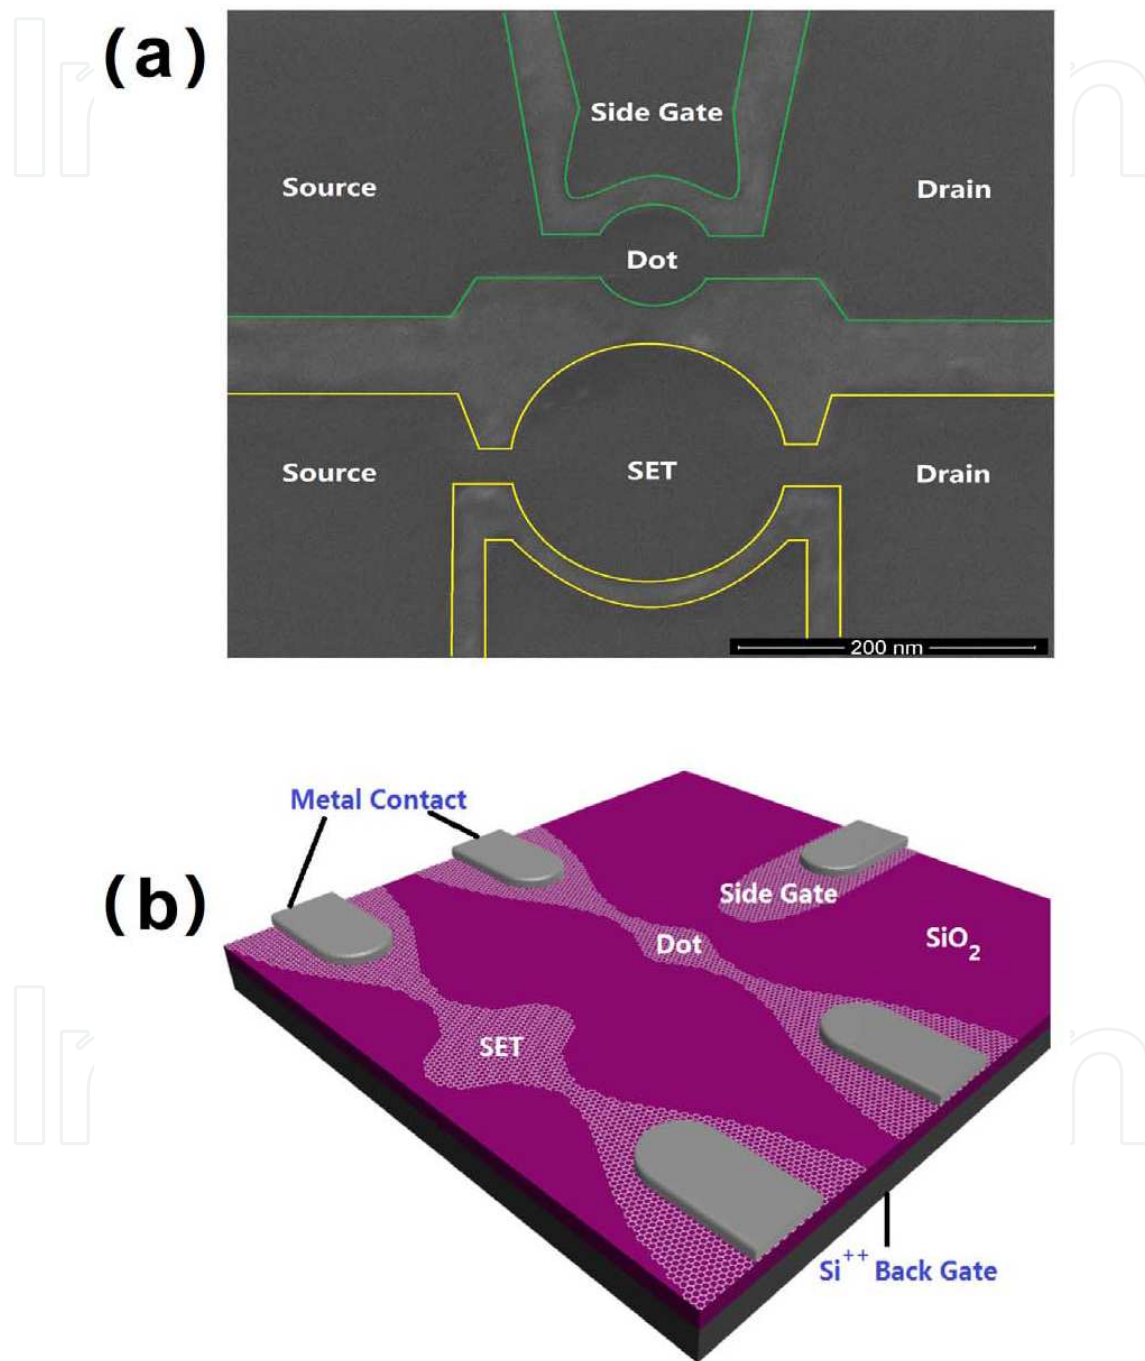 (a)
Side Gate
Source
Drain
Dot
Source
SET
Drain
200 nm
Metal Contact
(b)
Side Gate
Dot
SiO₂
SET
Si⁺⁺ Back Gate